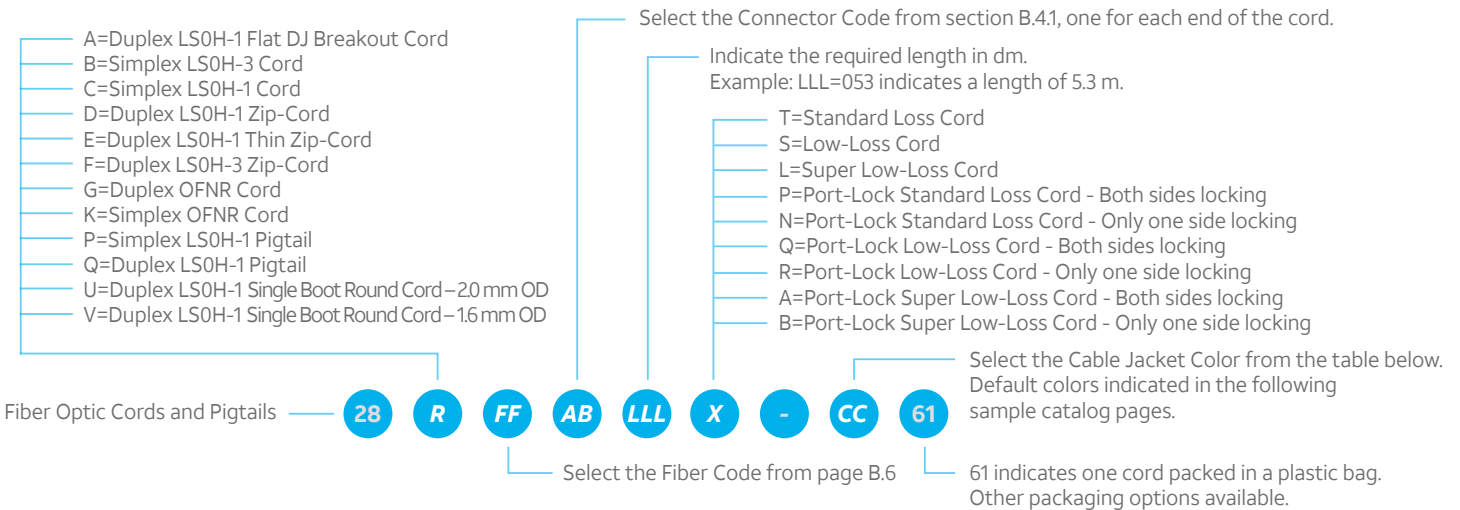 Select the Connector Code from section B.4.1, one for each end of the cord.
A=Duplex LS0H-1 Flat DJ Breakout Cord
B=Simplex LS0H-3 Cord
C=Simplex LS0H-1 Cord
D=Duplex LS0H-1 Zip-Cord
E=Duplex LS0H-1 Thin Zip-Cord
F=Duplex LS0H-3 Zip-Cord
G=Duplex OFNR Cord
K=Simplex OFNR Cord
P=Simplex LS0H-1 Pigtail
Q=Duplex LS0H-1 Pigtail
U=Duplex LS0H-1 Single Boot Round Cord – 2.0 mm OD
V=Duplex LS0H-1 Single Boot Round Cord – 1.6 mm OD
Indicate the required length in dm.
Example: LLL=053 indicates a length of 5.3 m.
T=Standard Loss Cord
S=Low-Loss Cord
L=Super Low-Loss Cord
P=Port-Lock Standard Loss Cord - Both sides locking
N=Port-Lock Standard Loss Cord - Only one side locking
Q=Port-Lock Low-Loss Cord - Both sides locking
R=Port-Lock Low-Loss Cord - Only one side locking
A=Port-Lock Super Low-Loss Cord - Both sides locking
B=Port-Lock Super Low-Loss Cord - Only one side locking
Select the Cable Jacket Color from the table below.
Default colors indicated in the following
sample catalog pages.
Fiber Optic Cords and Pigtails 28 R FF AB LLL X - CC 61
Select the Fiber Code from page B.6
61 indicates one cord packed in a plastic bag.
Other packaging options available.